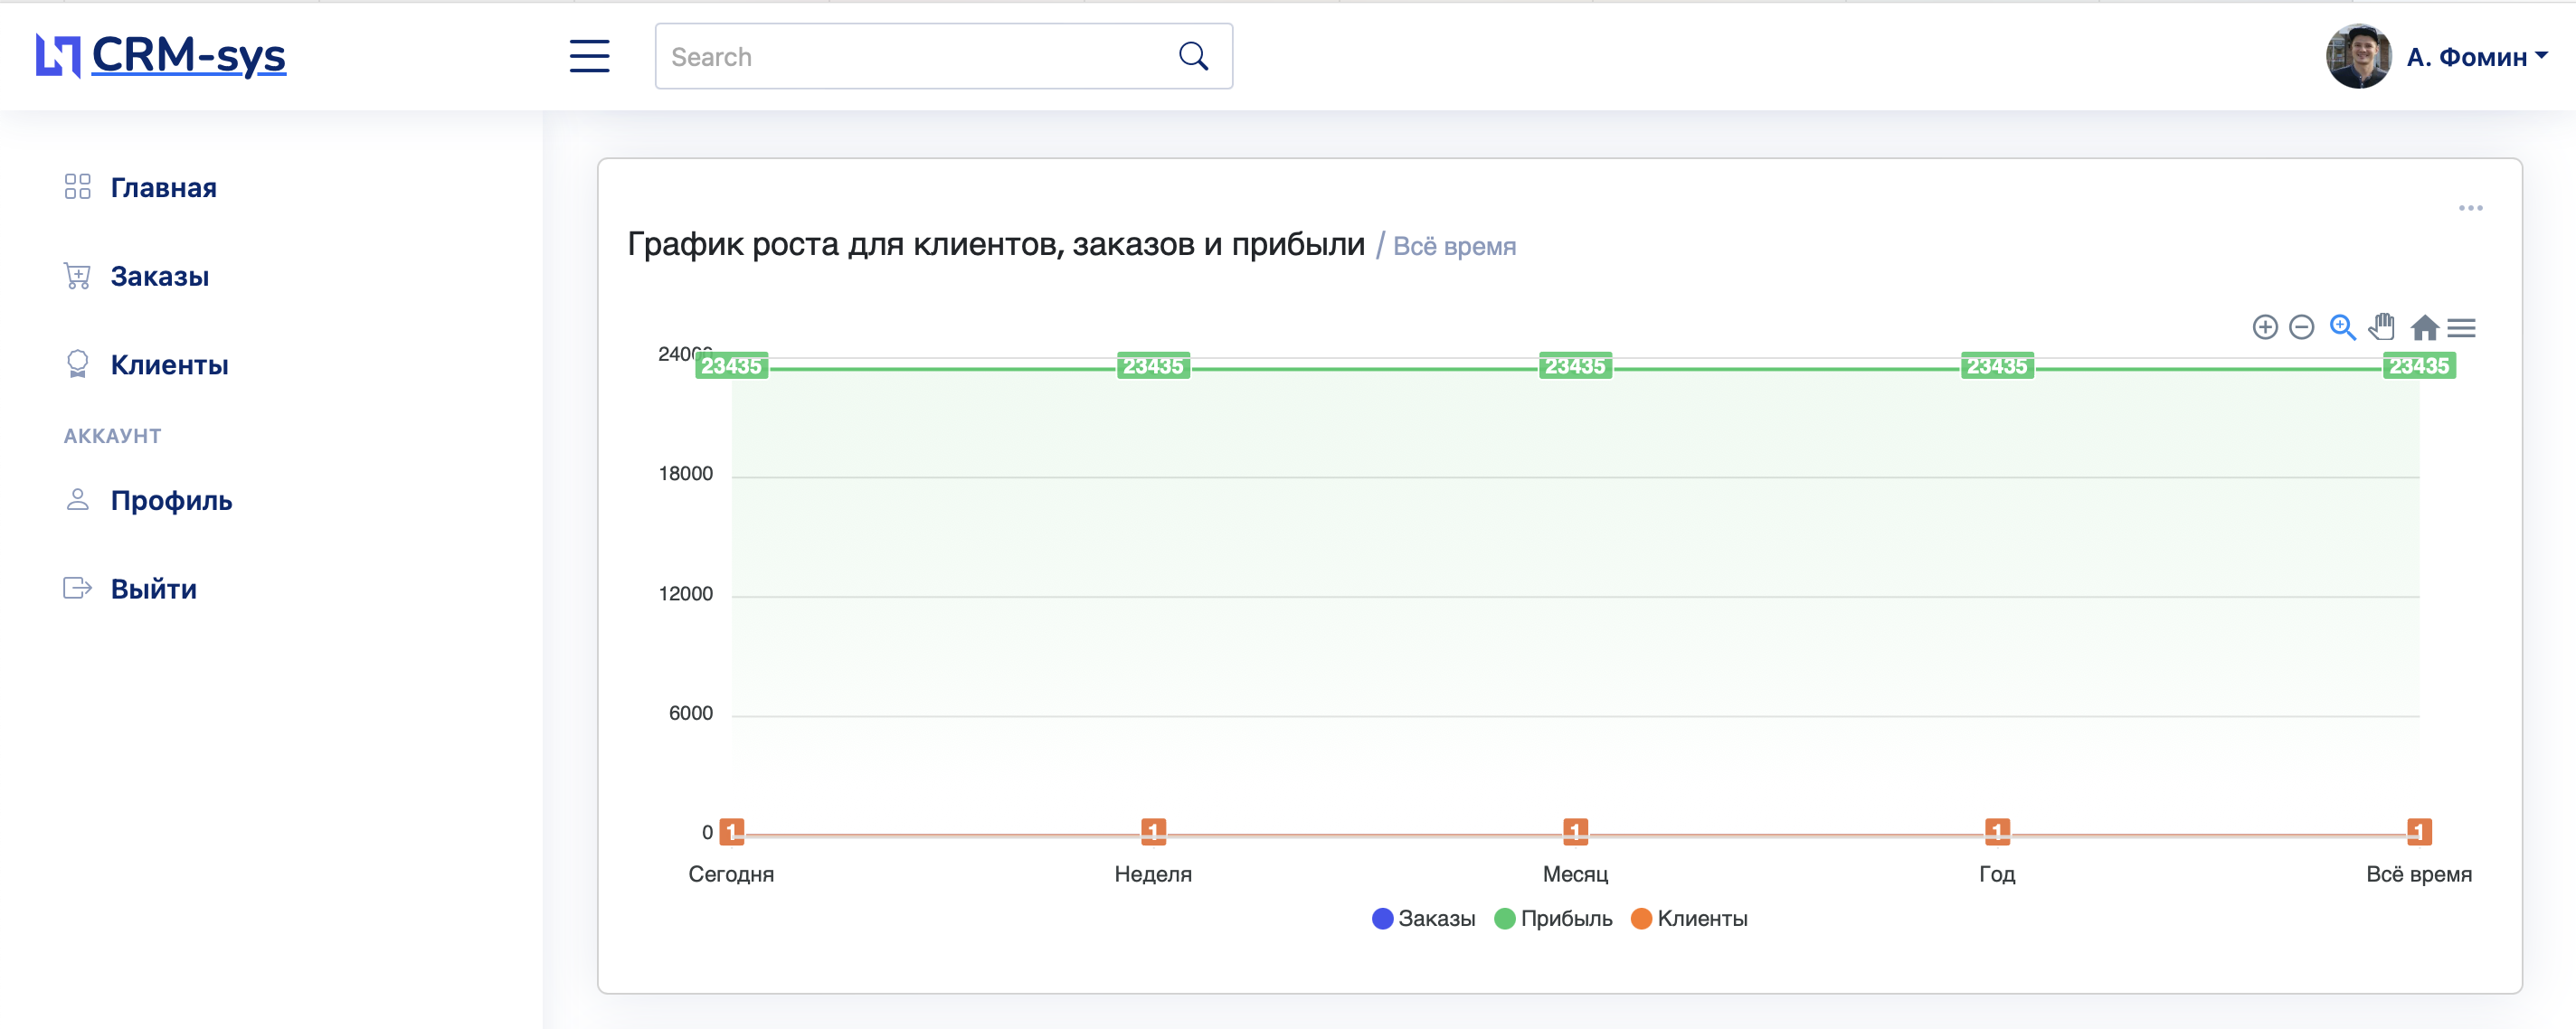 CRM-sys
Search
А. Фомин
Главная
Заказы
Клиенты
АККАУНТ
Профиль
Выйти
График роста для клиентов, заказов и прибыли / Всё время
24000
23435 23435 23435 23435 23435
18000
12000
6000
0 1 1 1 1 1
Сегодня Неделя Месяц Год Всё время
Заказы Прибыль Клиенты